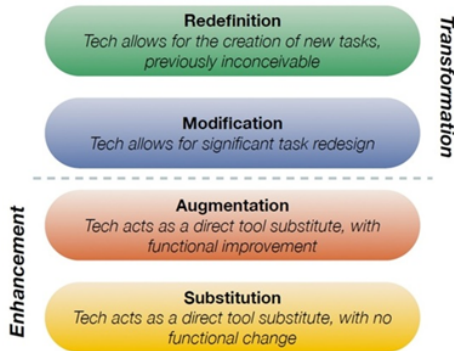 Redefinition
Tech allows for the creation of new tasks,
previously inconceivable
Modification
Tech allows for significant task redesign
Transformation
Augmentation
Tech acts as a direct tool substitute, with
functional improvement
Substitution
Tech acts as a direct tool substitute, with no
functional change
Enhancement